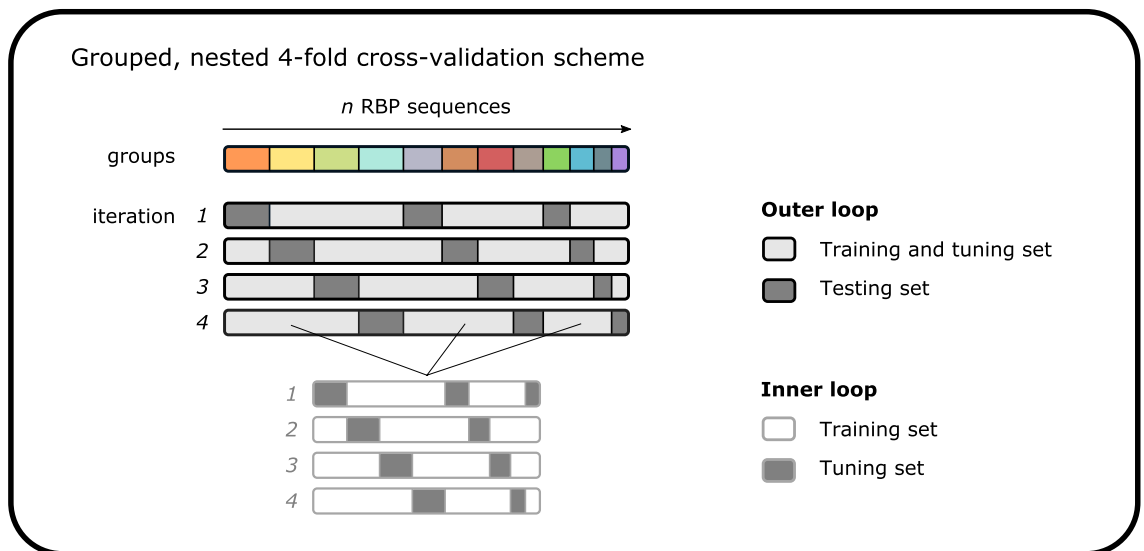 Grouped, nested 4-fold cross-validation scheme
n RBP sequences
groups
iteration 1
2
3
4
1
2
3
4
Outer loop
Training and tuning set
Testing set
Inner loop
Training set
Tuning set